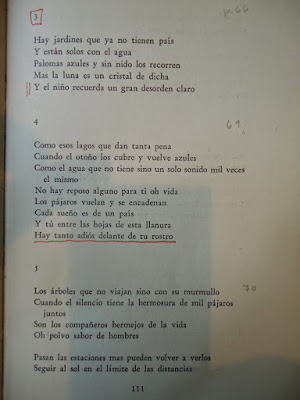 3
Hay jardines que ya no tienen país
Y están solos con el agua
Palomas azules y sin nido los recorren
Mas la luna es un cristal de dicha
Y el niño recuerda un gran desorden claro
4
69
Como esos lagos que dan tanta pena
Cuando el otoño los cubre y vuelve azules
Como el agua que no tiene sino un solo sonido mil veces
el mismo
No hay reposo alguno para ti oh vida
Los pájaros vuelan y se encadenan
Cada sueño es de un país
Y tú entre las hojas de esta llanura
Hay tanto adiós delante de tu rostro
5
70
Los árboles que no viajan sino con su murmullo
Cuando el silencio tiene la hermosura de mil pájaros
juntos
Son los compañeros bermejos de la vida
Oh polvo sabor de hombres
Pasan las estaciones mas pueden volver a verlos
Seguir al sol en el límite de las distancias
111